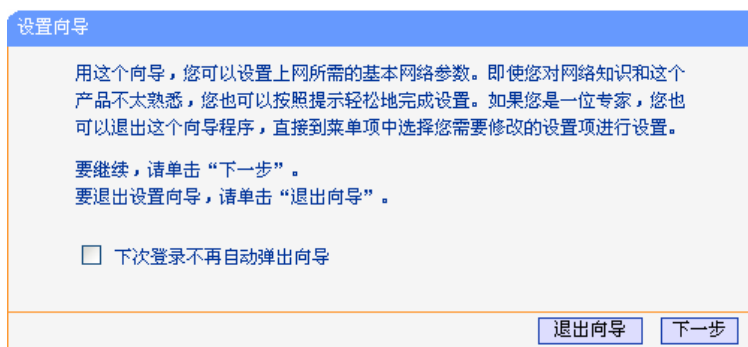 设置向导
用这个向导，您可以设置上网所需的基本网络参数。即使您对网络知识和这个
产品不太熟悉，您也可以按照提示轻松地完成设置。如果您是一位专家，您也
可以退出这个向导程序，直接到菜单项中选择您需要修改的设置项进行设置。
要继续，请单击“下一步”。
要退出设置向导，请单击“退出向导”。
下次登录不再自动弹出向导
退出向导 下一步